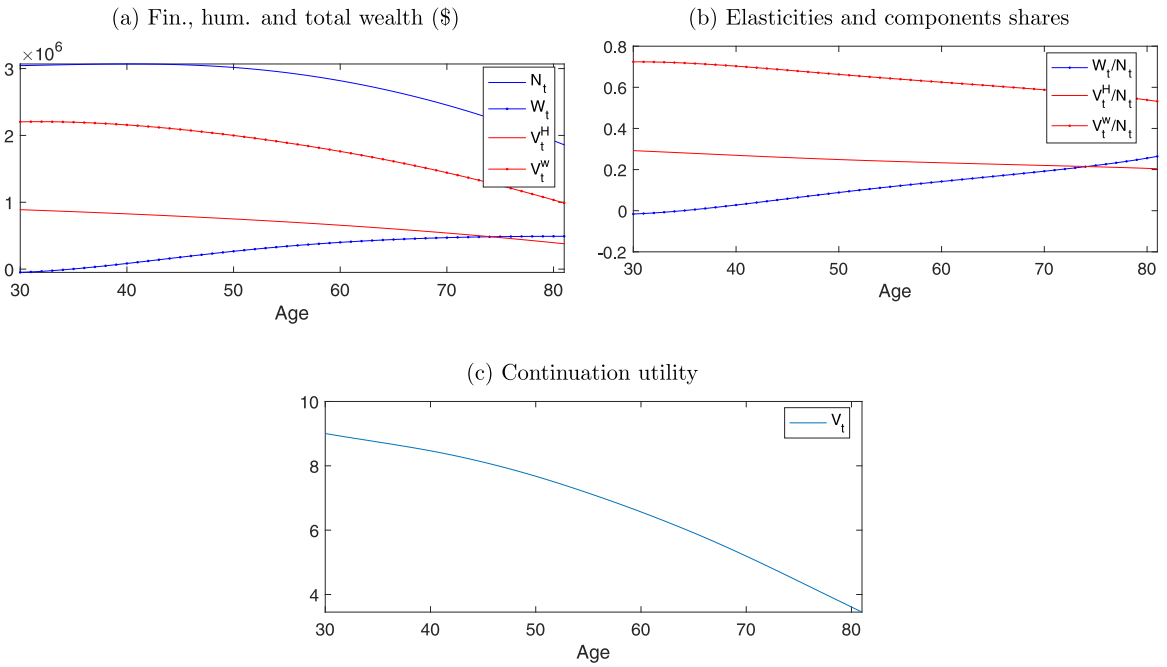 (a) Fin., hum. and total wealth ($)
×10^6
3
2
1
0
30
40
50
60
70
80
Age
N_t
W_t
V_t^H
V_t^w
(b) Elasticities and components shares
0.8
0.6
0.4
0.2
0
-0.2
30
40
50
60
70
80
Age
W_t/N_t
V_t^H/N_t
V_t^w/N_t
(c) Continuation utility
10
8
6
4
30
40
50
60
70
80
Age
V_t